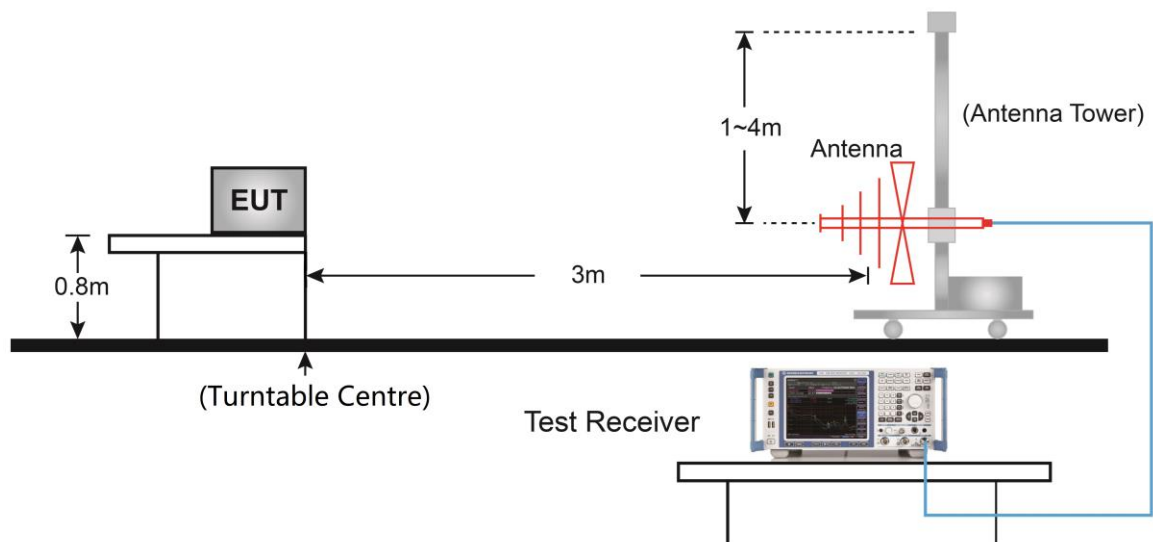 1~4m
(Antenna Tower)
Antenna
EUT
0.8m
3m
(Turntable Centre)
Test Receiver